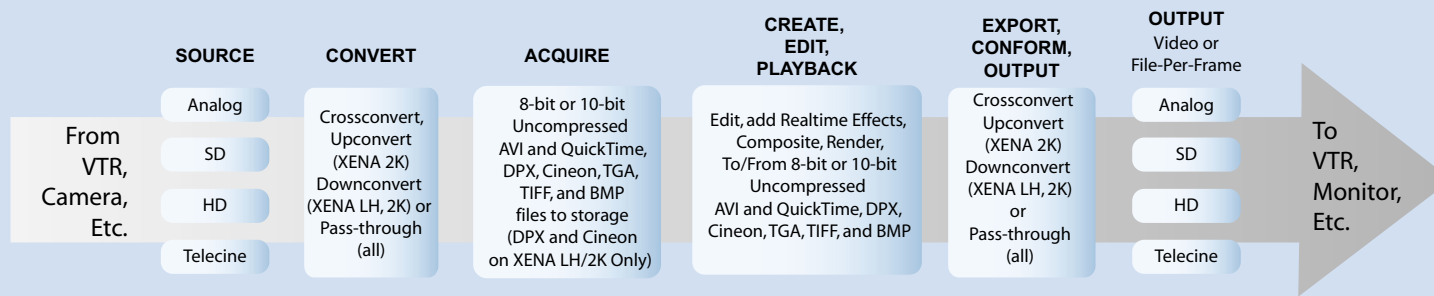 From
VTR,
Camera,
Etc.
SOURCE
Analog
SD
HD
Telecine
CONVERT
Crossconvert,
Upconvert
(XENA 2K)
Downconvert
(XENA LH, 2K) or
Pass-through
(all)
ACQUIRE
8-bit or 10-bit
Uncompressed
AVI and QuickTime,
DPX, Cineon, TGA,
TIFF, and BMP
files to storage
(DPX and Cineon
on XENA LH/2K Only)
CREATE,
EDIT,
PLAYBACK
Edit, add Realtime Effects,
Composite, Render,
To/From 8-bit or 10-bit
Uncompressed
AVI and QuickTime, DPX,
Cineon, TGA, TIFF, and BMP
EXPORT,
CONFORM,
OUTPUT
Crossconvert
Upconvert
(XENA 2K)
Downconvert
(XENA LH, 2K)
or
Pass-through
(all)
OUTPUT
Video or
File-Per-Frame
Analog
SD
HD
Telecine
To
VTR,
Monitor,
Etc.